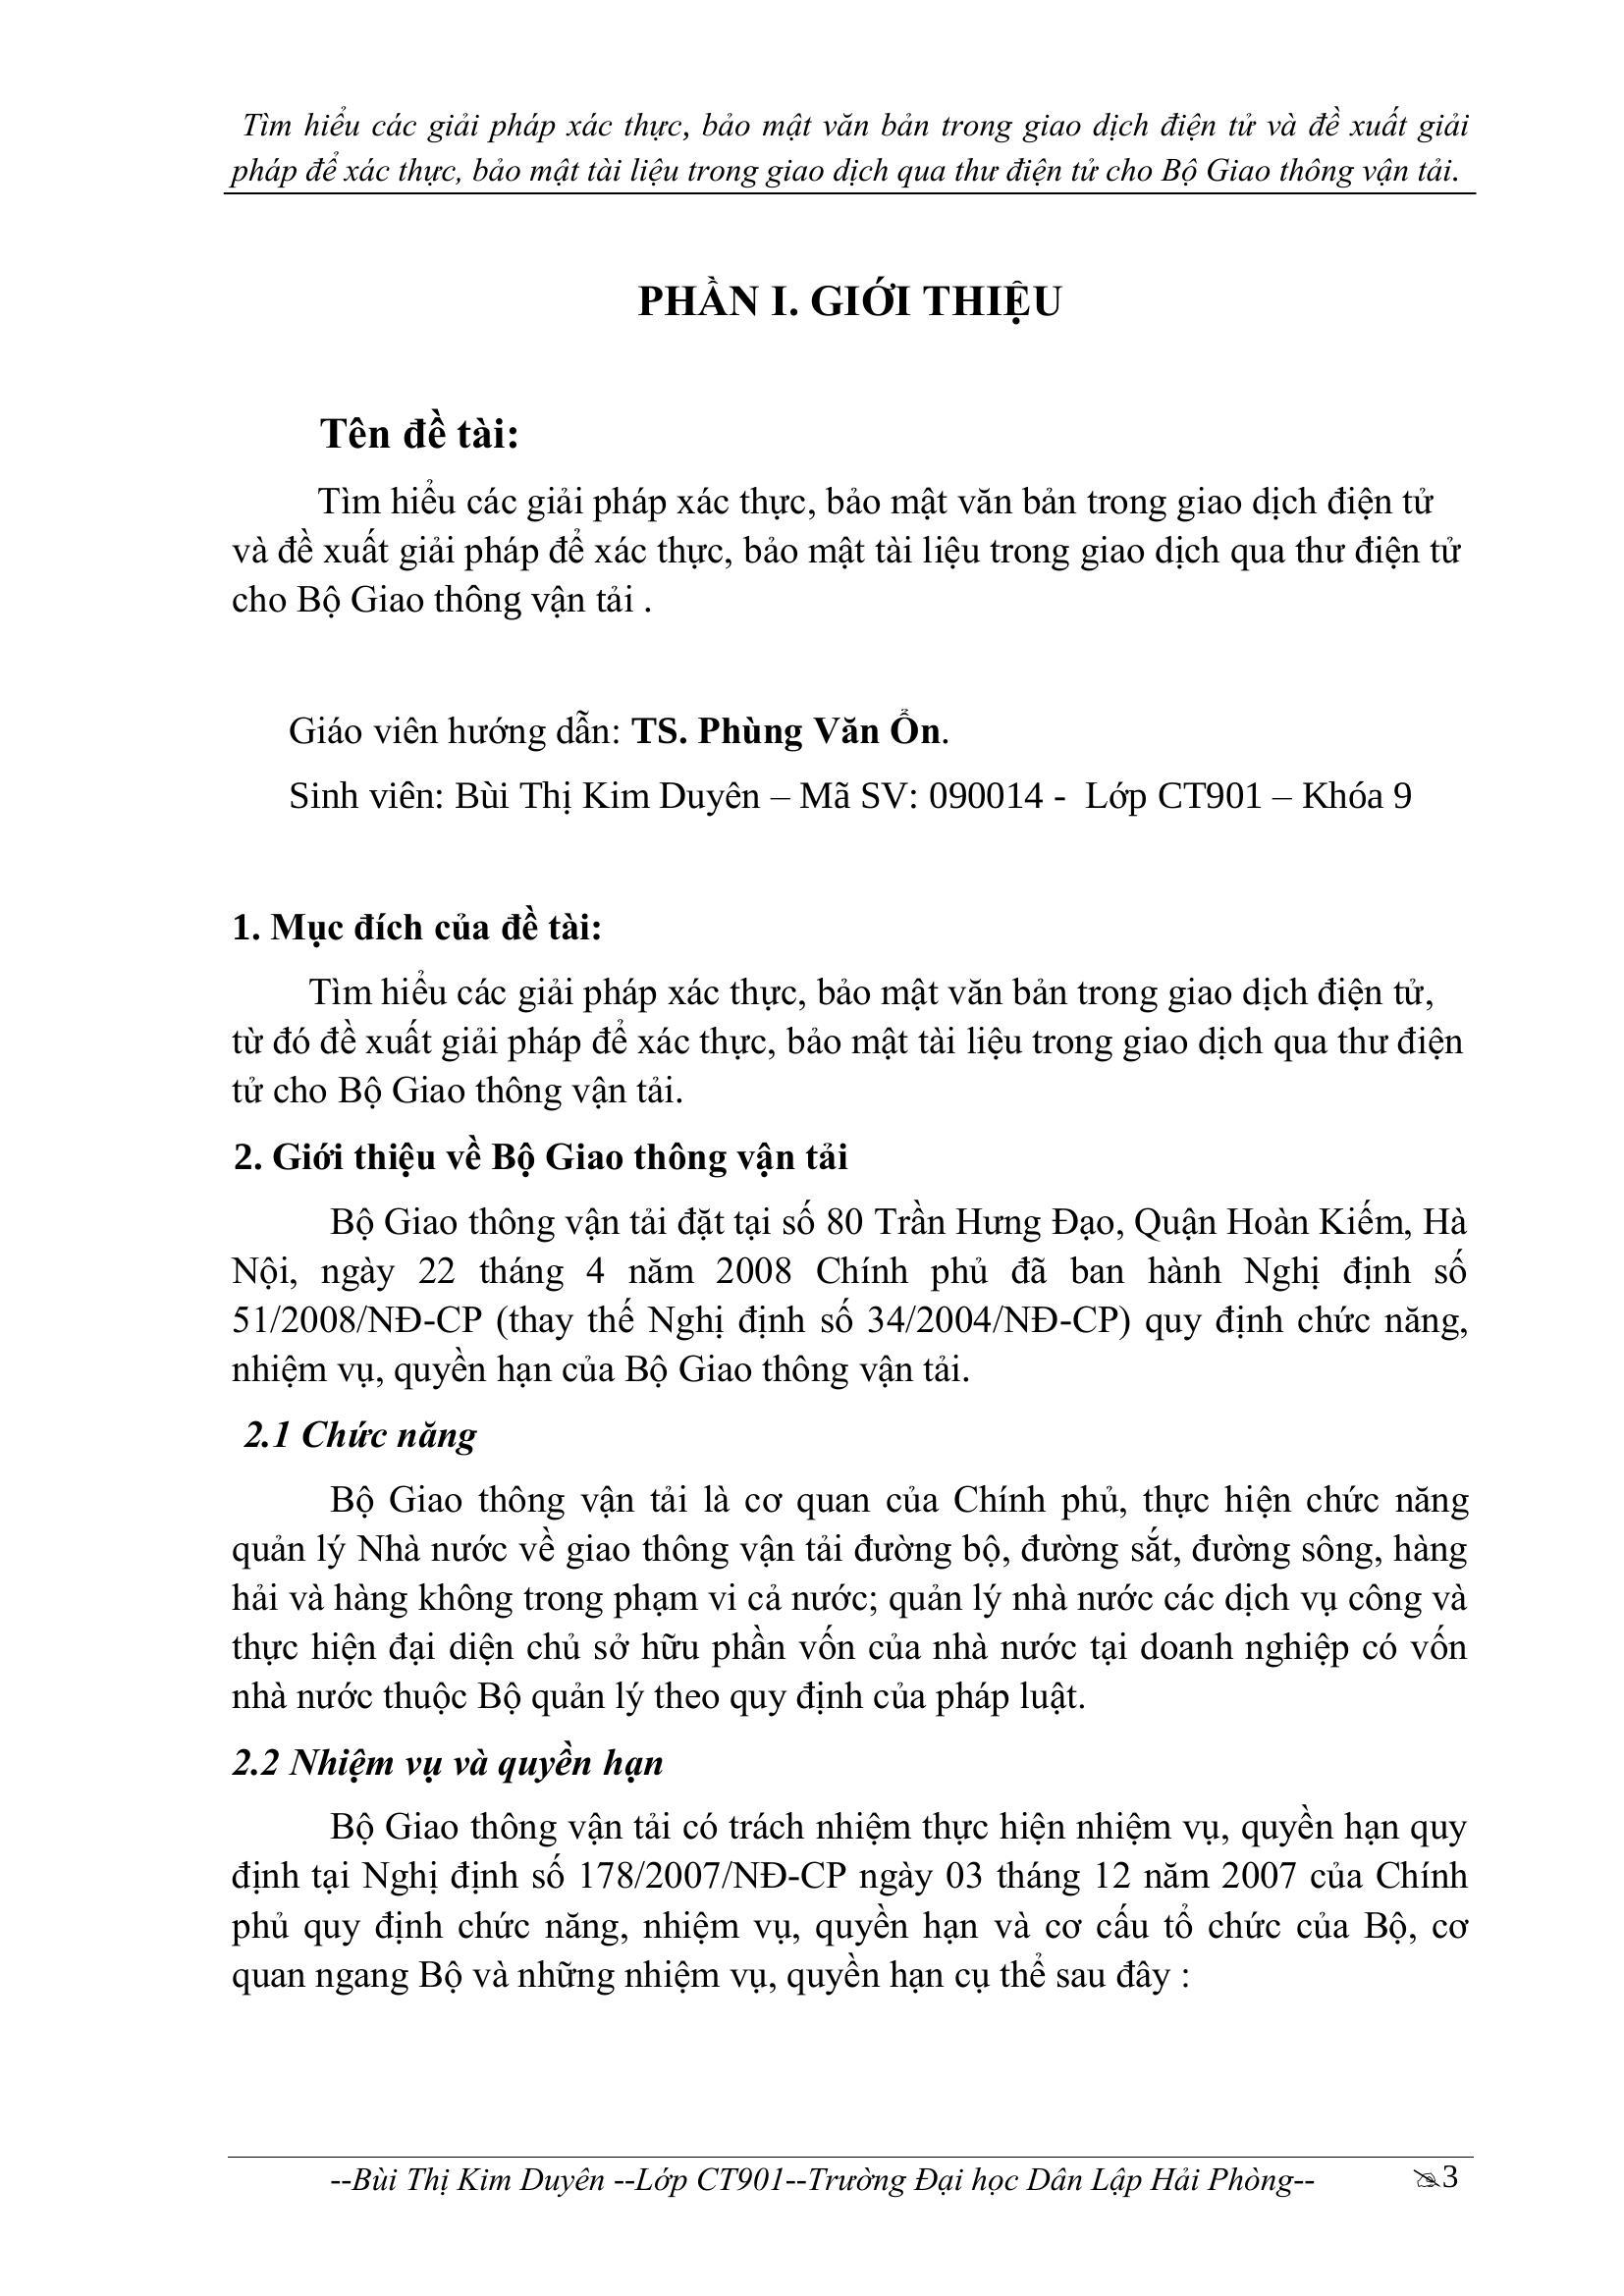 Tìm hiểu các giải pháp xác thực, bảo mật văn bản trong giao dịch điện tử và đề xuất giải
pháp để xác thực, bảo mật tài liệu trong giao dịch qua thư điện tử cho Bộ Giao thông vận tải.
PHẦN I. GIỚI THIỆU
Tên đề tài:
Tìm hiểu các giải pháp xác thực, bảo mật văn bản trong giao dịch điện tử
và đề xuất giải pháp để xác thực, bảo mật tài liệu trong giao dịch qua thư điện tử
cho Bộ Giao thông vận tải .
Giáo viên hướng dẫn: TS. Phùng Văn Ổn.
Sinh viên: Bùi Thị Kim Duyên – Mã SV: 090014 - Lớp CT901 – Khóa 9
1. Mục đích của đề tài:
Tìm hiểu các giải pháp xác thực, bảo mật văn bản trong giao dịch điện tử,
từ đó đề xuất giải pháp để xác thực, bảo mật tài liệu trong giao dịch qua thư điện
tử cho Bộ Giao thông vận tải.
2. Giới thiệu về Bộ Giao thông vận tải
Bộ Giao thông vận tải đặt tại số 80 Trần Hưng Đạo, Quận Hoàn Kiếm, Hà
Nội, ngày 22 tháng 4 năm 2008 Chính phủ đã ban hành Nghị định số
51/2008/NĐ-CP (thay thế Nghị định số 34/2004/NĐ-CP) quy định chức năng,
nhiệm vụ, quyền hạn của Bộ Giao thông vận tải.
2.1 Chức năng
Bộ Giao thông vận tải là cơ quan của Chính phủ, thực hiện chức năng
quản lý Nhà nước về giao thông vận tải đường bộ, đường sắt, đường sông, hàng
hải và hàng không trong phạm vi cả nước; quản lý nhà nước các dịch vụ công và
thực hiện đại diện chủ sở hữu phần vốn của nhà nước tại doanh nghiệp có vốn
nhà nước thuộc Bộ quản lý theo quy định của pháp luật.
2.2 Nhiệm vụ và quyền hạn
Bộ Giao thông vận tải có trách nhiệm thực hiện nhiệm vụ, quyền hạn quy
định tại Nghị định số 178/2007/NĐ-CP ngày 03 tháng 12 năm 2007 của Chính
phủ quy định chức năng, nhiệm vụ, quyền hạn và cơ cấu tổ chức của Bộ, cơ
quan ngang Bộ và những nhiệm vụ, quyền hạn cụ thể sau đây :
--Bùi Thị Kim Duyên --Lớp CT901--Trường Đại học Dân Lập Hải Phòng-- 3